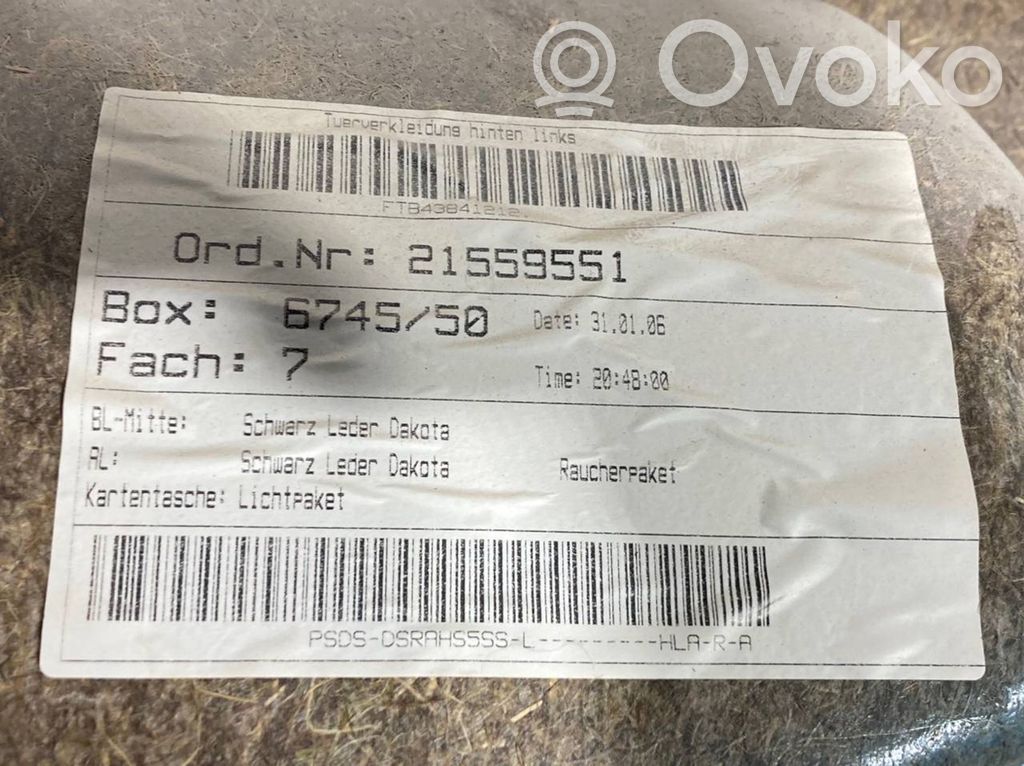 Ovoko
Tuerverkleidung hinten links
FTB43841212
Ord.Nr: 21559551
Box: 6745/50 Date: 31.01.06
Fach: 7 Time: 20:48:00
BL-Mitte: Schwarz Leder Dakota
AL: Schwarz Leder Dakota Raucherpaket
Kartentasche: Lichtpaket
PSDS-DSRAHS5SS-L---------HLA-R-A